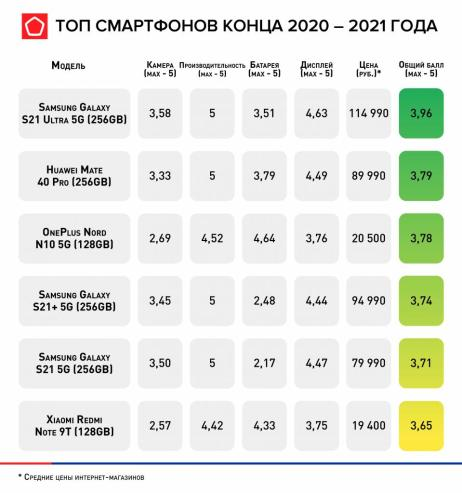 ТОП СМАРТФОНОВ КОНЦА 2020 – 2021 ГОДА
Модель Камера Производительность Батарея Дисплей Цена Общий балл
(max - 5) (max - 5) (max - 5) (max - 5) (руб.)* (max - 5)
Samsung Galaxy
S21 Ultra 5G (256GB) 3,58 5 3,51 4,63 114 990 3,96
Huawei Mate
40 Pro (256GB) 3,33 5 3,79 4,49 89 990 3,79
OnePlus Nord
N10 5G (128GB) 2,69 4,52 4,64 3,76 20 500 3,78
Samsung Galaxy
S21+ 5G (256GB) 3,45 5 2,48 4,44 94 990 3,74
Samsung Galaxy
S21 5G (256GB) 3,50 5 2,17 4,47 79 990 3,71
Xiaomi Redmi
Note 9T (128GB) 2,57 4,42 4,33 3,75 19 400 3,65
* Средние цены интернет-магазинов